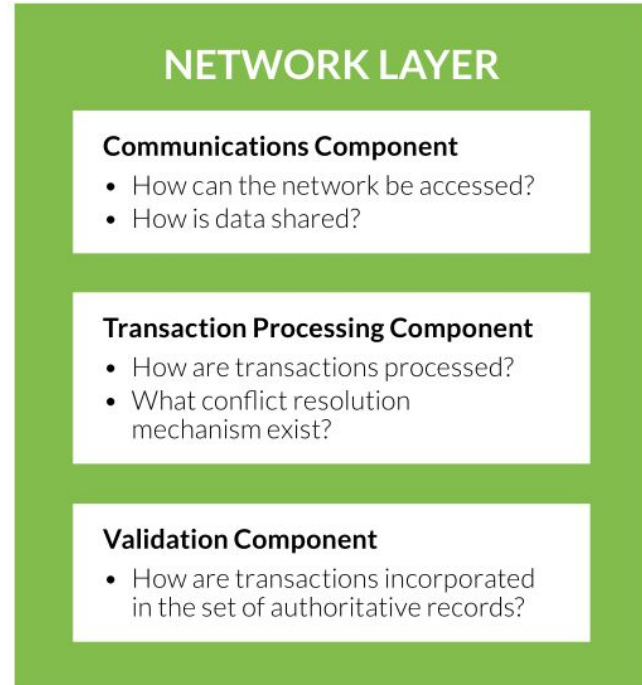 NETWORK LAYER
Communications Component
• How can the network be accessed?
• How is data shared?
Transaction Processing Component
• How are transactions processed?
• What conflict resolution
mechanism exist?
Validation Component
• How are transactions incorporated
in the set of authoritative records?